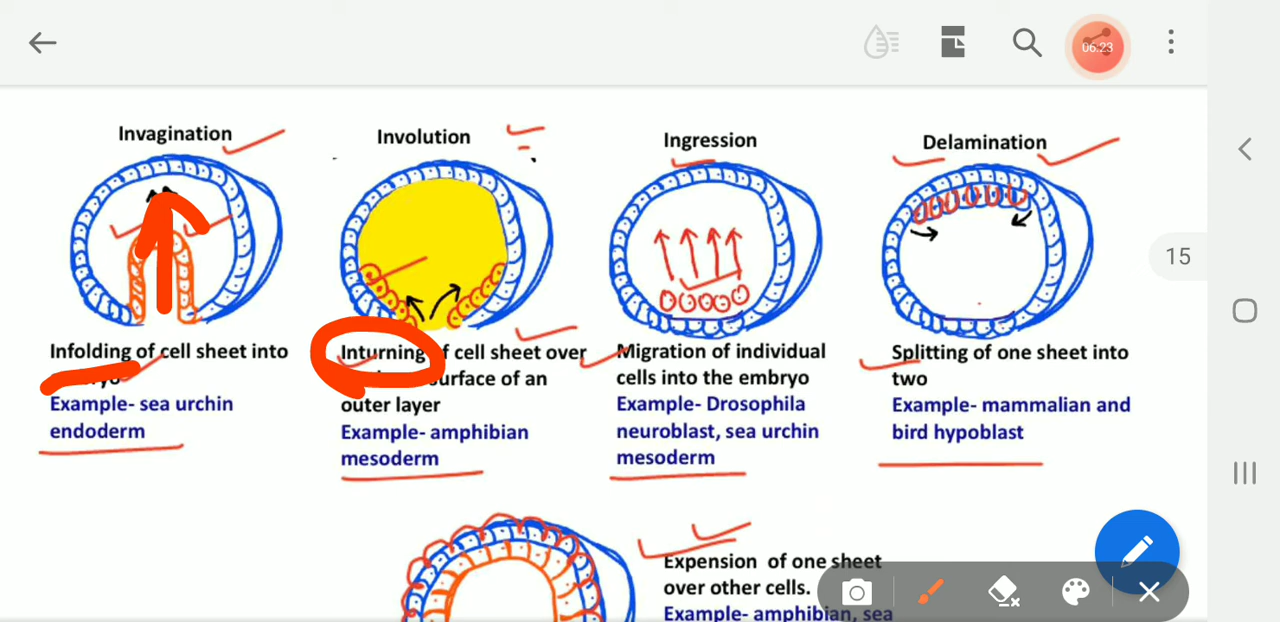 06:23
Invagination
Involution
Ingression
Delamination
15
Infolding of cell sheet into
embryo
Example- sea urchin
endoderm
Inturning of cell sheet over
surface of an
outer layer
Example- amphibian
mesoderm
Migration of individual
cells into the embryo
Example- Drosophila
neuroblast, sea urchin
mesoderm
Splitting of one sheet into
two
Example- mammalian and
bird hypoblast
Expension of one sheet
over other cells.
Example- amphibian, sea